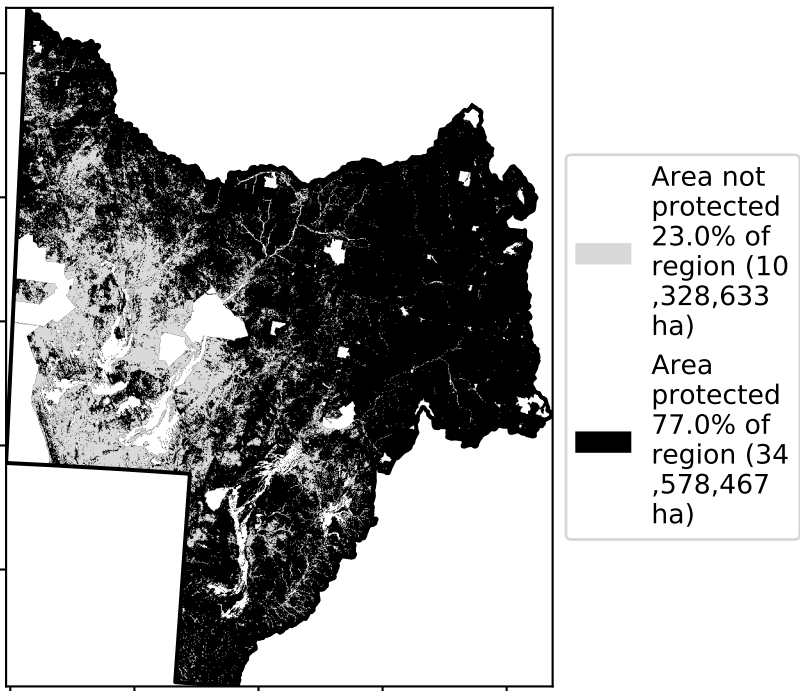 Area not
protected
23.0% of
region (10
,328,633
ha)
Area
protected
77.0% of
region (34
,578,467
ha)